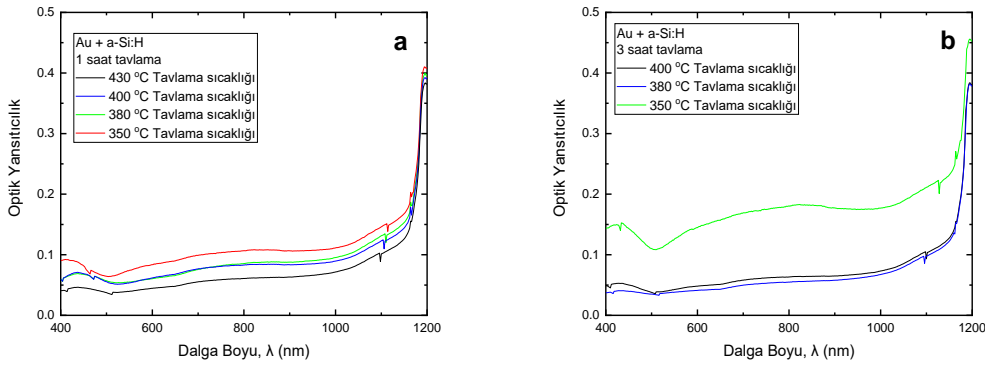 Au + a-Si:H
1 saat tavlama
430 °C Tavlama sıcaklığı
400 °C Tavlama sıcaklığı
380 °C Tavlama sıcaklığı
350 °C Tavlama sıcaklığı
a
0.5
0.4
0.3
0.2
0.1
0.0
400 600 800 1000 1200
Optik Yansıtıcılık
Dalga Boyu, λ (nm)
Au + a-Si:H
3 saat tavlama
400 °C Tavlama sıcaklığı
380 °C Tavlama sıcaklığı
350 °C Tavlama sıcaklığı
b
0.5
0.4
0.3
0.2
0.1
0.0
400 600 800 1000 1200
Optik Yansıtıcılık
Dalga Boyu, λ (nm)